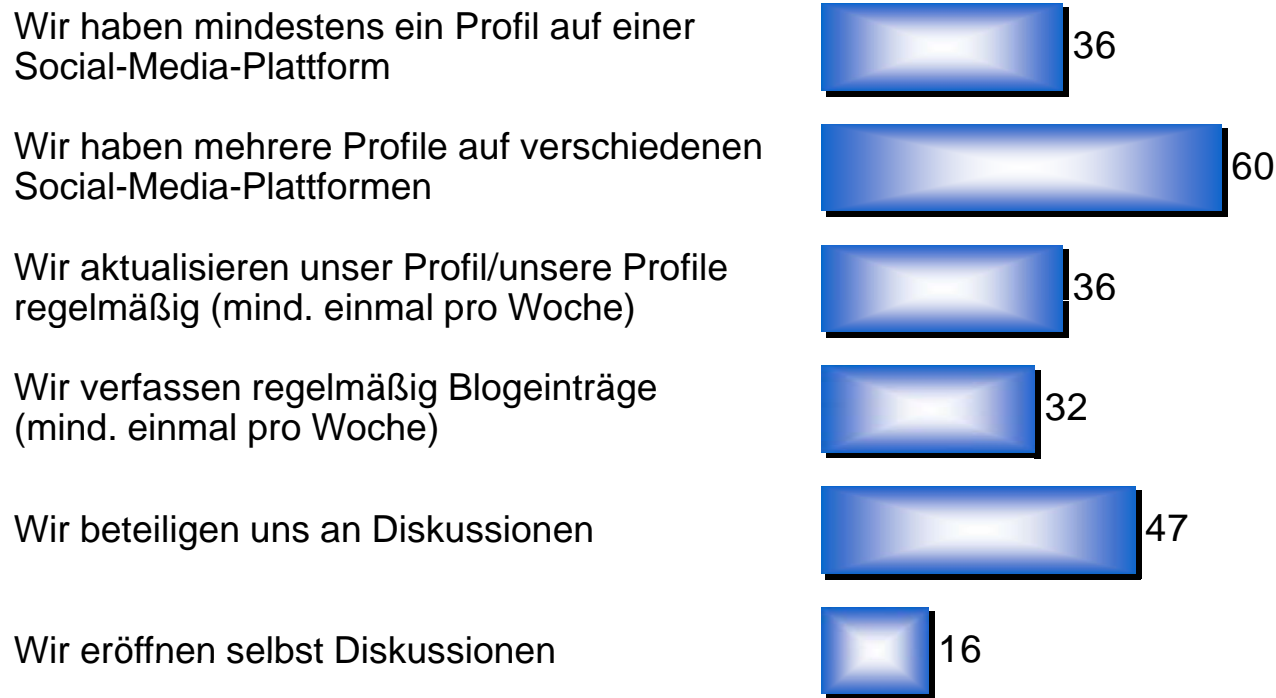 Wir haben mindestens ein Profil auf einer
Social-Media-Plattform
36
Wir haben mehrere Profile auf verschiedenen
Social-Media-Plattformen
60
Wir aktualisieren unser Profil/unsere Profile
regelmäßig (mind. einmal pro Woche)
36
Wir verfassen regelmäßig Blogeinträge
(mind. einmal pro Woche)
32
Wir beteiligen uns an Diskussionen
47
Wir eröffnen selbst Diskussionen
16